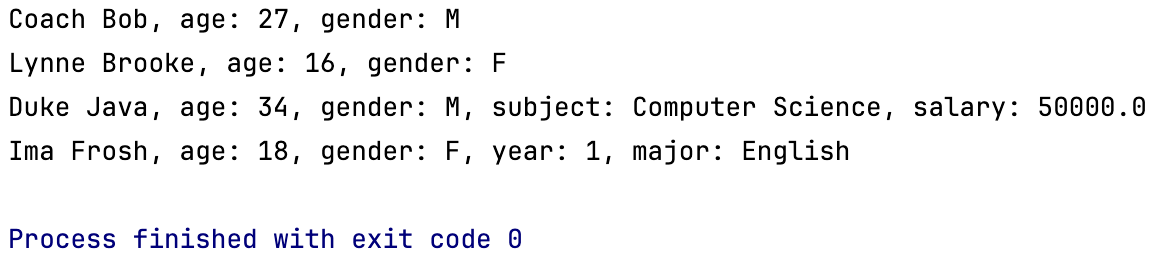 Coach Bob, age: 27, gender: M
Lynne Brooke, age: 16, gender: F
Duke Java, age: 34, gender: M, subject: Computer Science, salary: 50000.0
Ima Frosh, age: 18, gender: F, year: 1, major: English
Process finished with exit code 0